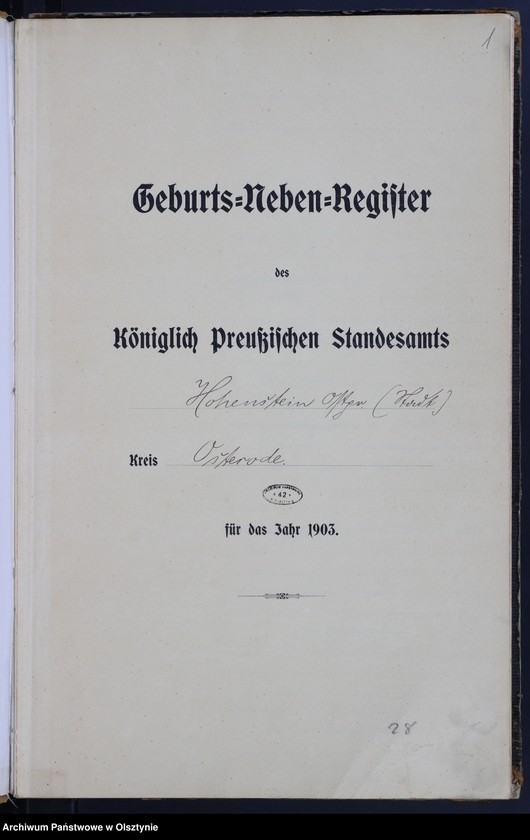 1
Geburts=Neben=Register
des
Königlich Preußischen Standesamts
Hohenstein Ostpr (Stadt)
Kreis Osterode.
42
für das Jahr 1903.
28
Archiwum Państwowe w Olsztynie